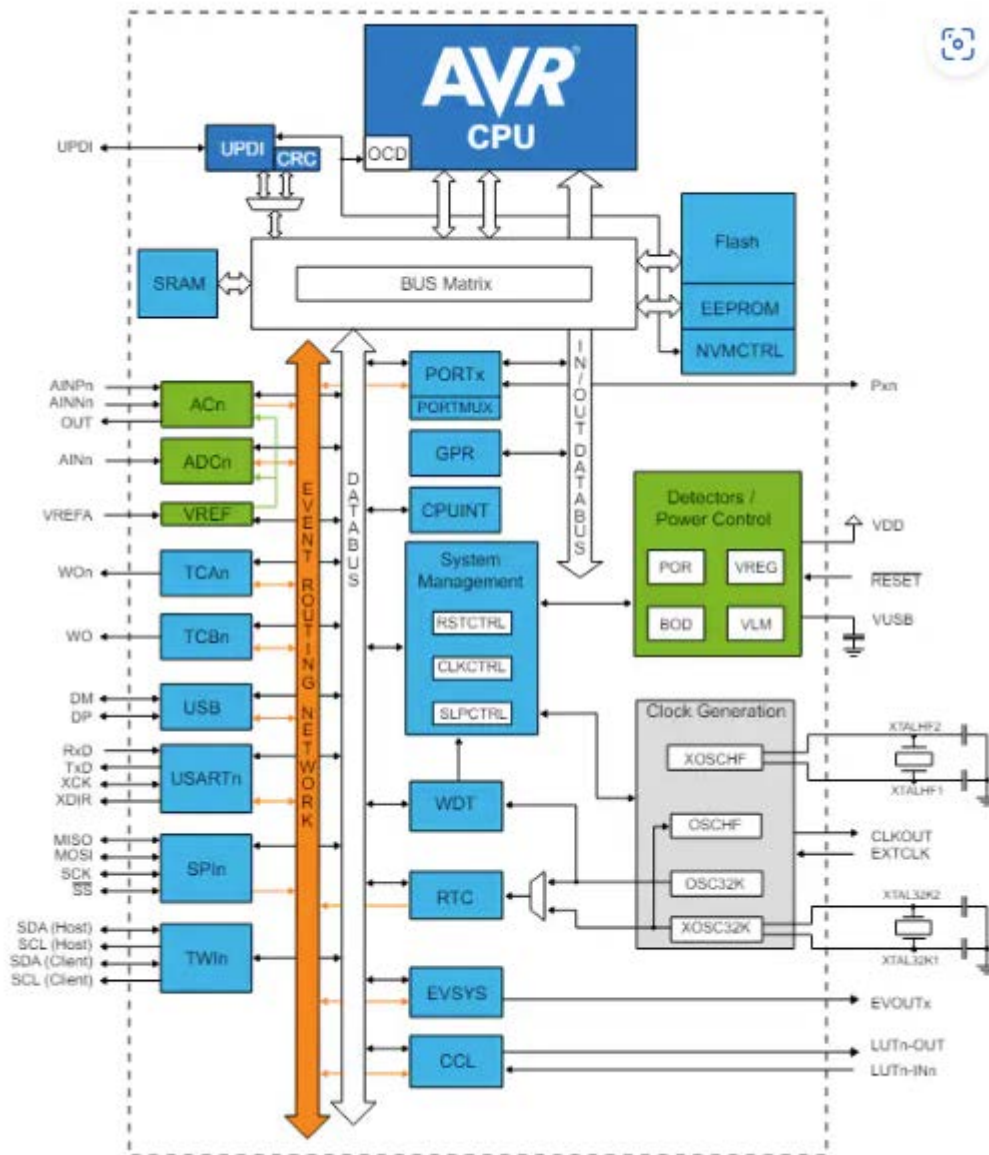 AVR®
CPU
OCD
UPDI
UPDI
CRC
SRAM
BUS Matrix
Flash
EEPROM
NVMCTRL
AINPn
AINNn
OUT
ACn
AINn
ADCn
VREFA
VREF
WOn
TCAn
WO
TCBn
DM
DP
USB
RxD
TxD
XCK
XDIR
USARTn
MISO
MOSI
SCK
SS
SPIn
SDA (Host)
SCL (Host)
SDA (Client)
SCL (Client)
TWIn
EVENT ROUTING NETWORK
DATABUS
IN/OUT DATABUS
PORTx
PORTMUX
Pxn
GPR
CPUINT
System
Management
RSTCTRL
CLKCTRL
SLPCTRL
Detectors /
Power Control
POR
VREG
BOD
VLM
VDD
RESET
VUSB
Clock Generation
XOSCHF
OSCHF
OSC32K
XOSC32K
XTALHF2
XTALHF1
CLKOUT
EXTCLK
XTAL32K2
XTAL32K1
WDT
RTC
EVSYS
EVOUTx
CCL
LUTn-OUT
LUTn-INn